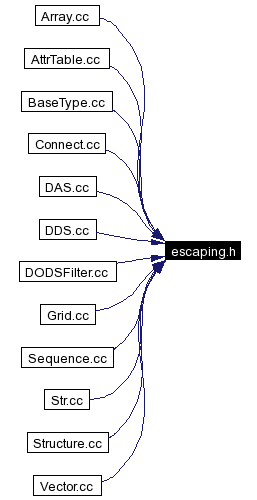 Array.cc
AttrTable.cc
BaseType.cc
Connect.cc
DAS.cc
DDS.cc
escaping.h
DODSFilter.cc
Grid.cc
Sequence.cc
Str.cc
Structure.cc
Vector.cc